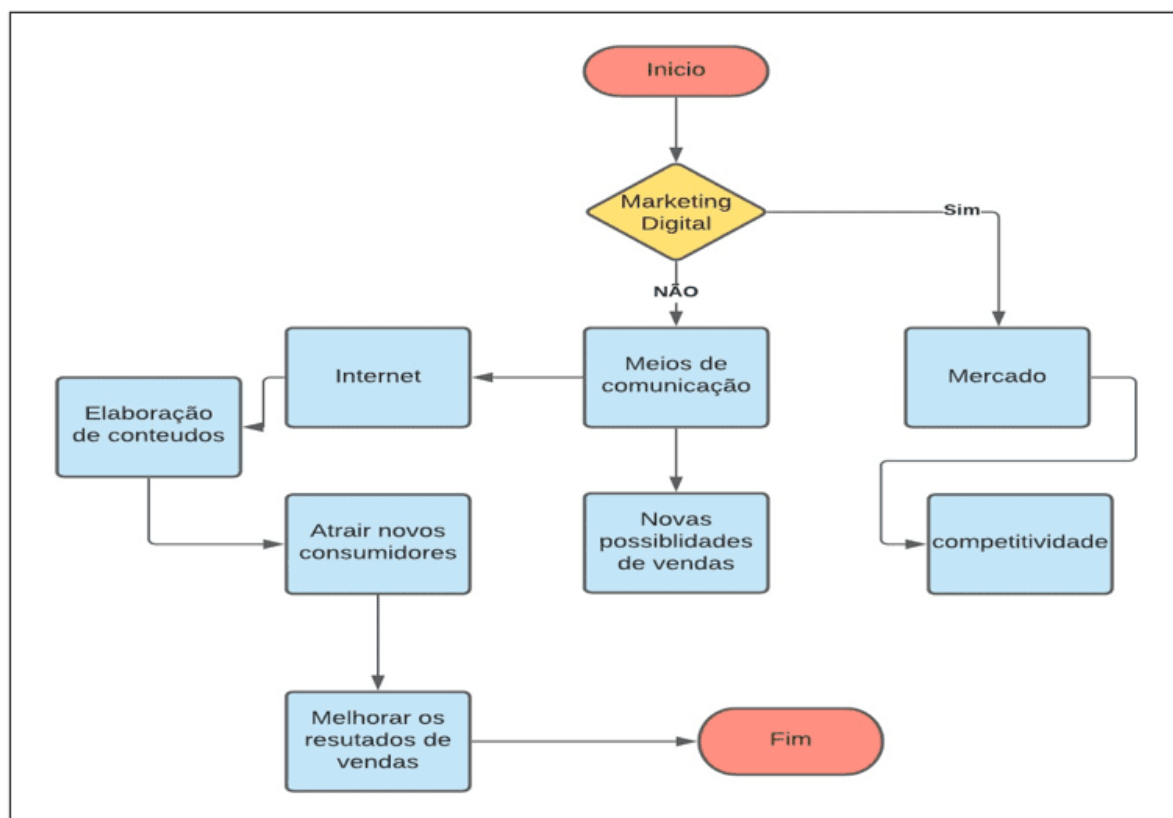 Inicio
Marketing
Digital
Sim
NÃO
Internet
Meios de
comunicação
Mercado
Elaboração
de conteudos
Atrair novos
consumidores
Novas
possiblidades
de vendas
competitividade
Melhorar os
resutados de
vendas
Fim